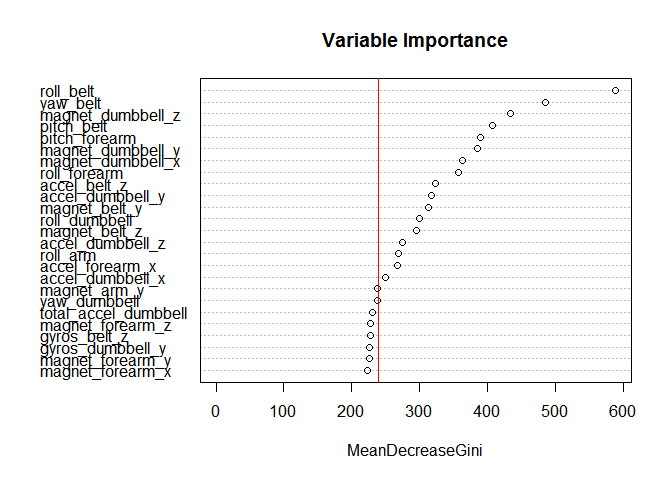 Variable Importance
roll_belt
yaw_belt
magnet_dumbbell_z
pitch_belt
pitch_forearm
magnet_dumbbell_y
magnet_dumbbell_x
roll_forearm
accel_belt_z
accel_dumbbell_y
magnet_belt_y
roll_dumbbell
magnet_belt_z
accel_dumbbell_z
roll_arm
accel_forearm_x
accel_dumbbell_x
magnet_arm_y
yaw_dumbbell
total_accel_dumbbell
magnet_forearm_z
gyros_belt_z
gyros_dumbbell_y
magnet_forearm_y
magnet_forearm_x
0 100 200 300 400 500 600
MeanDecreaseGini